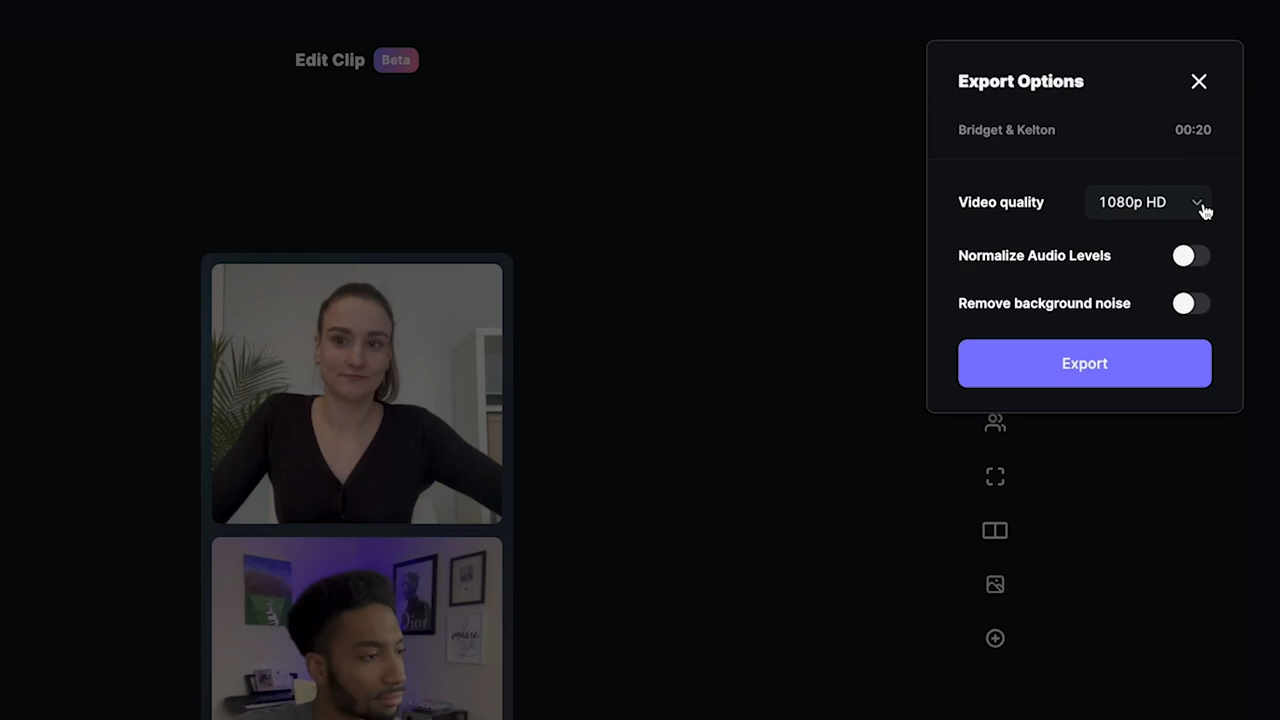 Edit Clip Beta
Export Options
Bridget & Kelton 00:20
Video quality 1080p HD
Normalize Audio Levels
Remove background noise
Export
Dior